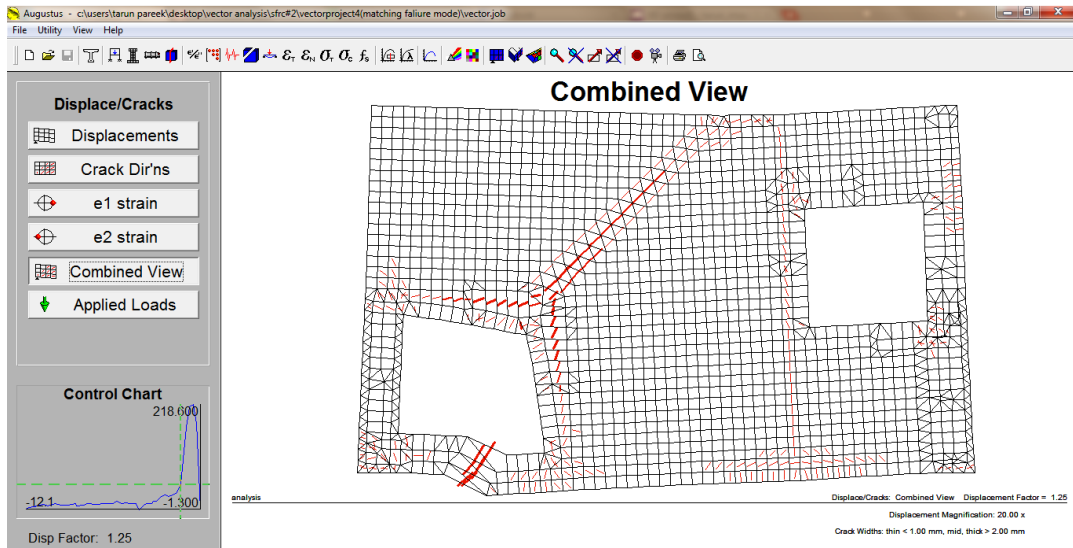 Augustus - c:\users\tarun pareek\desktop\vector analysis\sfrc#2\vectorproject4(matching faliure mode)\vector.job
File Utility View Help
Displace/Cracks
Displacements
Crack Dir'ns
e1 strain
e2 strain
Combined View
Applied Loads
Control Chart
218.600
-12.1
-1.300
Disp Factor: 1.25
Combined View
analysis
Displace/Cracks: Combined View Displacement Factor = 1.25
Displacement Magnification: 20.00 x
Crack Widths: thin < 1.00 mm, mid, thick > 2.00 mm